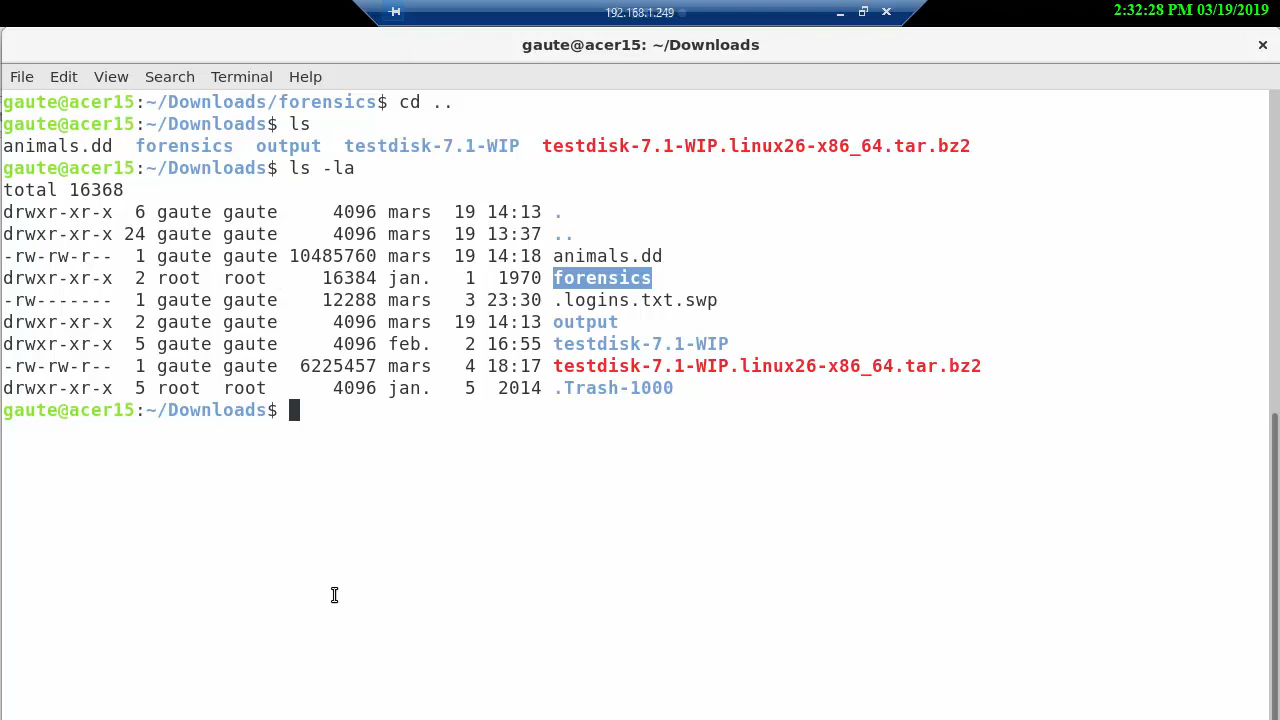 192.168.1.249
2:32:28 PM 03/19/2019
gaute@acer15: ~/Downloads
File Edit View Search Terminal Help
gaute@acer15:~/Downloads/forensics$ cd ..
gaute@acer15:~/Downloads$ ls
animals.dd  forensics  output  testdisk-7.1-WIP  testdisk-7.1-WIP.linux26-x86_64.tar.bz2
gaute@acer15:~/Downloads$ ls -la
total 16368
drwxr-xr-x  6 gaute gaute     4096 mars  19 14:13 .
drwxr-xr-x 24 gaute gaute     4096 mars  19 13:37 ..
-rw-rw-r--  1 gaute gaute 10485760 mars  19 14:18 animals.dd
drwxr-xr-x  2 root  root     16384 jan.   1  1970 forensics
-rw-------  1 gaute gaute    12288 mars   3 23:30 .logins.txt.swp
drwxr-xr-x  2 gaute gaute     4096 mars  19 14:13 output
drwxr-xr-x  5 gaute gaute     4096 feb.   2 16:55 testdisk-7.1-WIP
-rw-rw-r--  1 gaute gaute  6225457 mars   4 18:17 testdisk-7.1-WIP.linux26-x86_64.tar.bz2
drwxr-xr-x  5 root  root      4096 jan.   5  2014 .Trash-1000
gaute@acer15:~/Downloads$